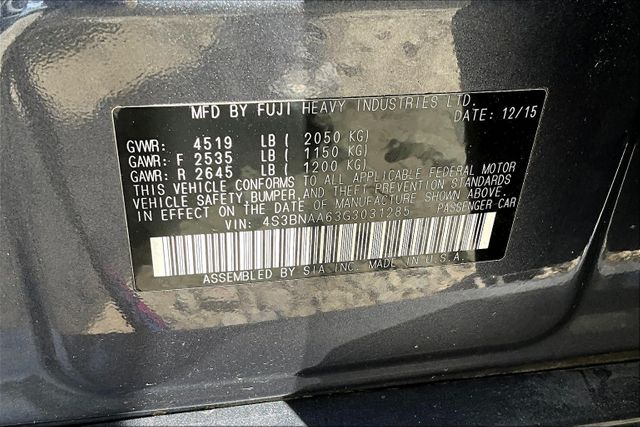 MFD BY FUJI HEAVY INDUSTRIES LTD.
DATE: 12/15
GVWR: 4519 LB ( 2050 KG)
GAWR: F 2535 LB ( 1150 KG)
GAWR: R 2645 LB ( 1200 KG)
THIS VEHICLE CONFORMS TO ALL APPLICABLE FEDERAL MOTOR
VEHICLE SAFETY, BUMPER, AND THEFT PREVENTION STANDARDS
IN EFFECT ON THE DATE OF MANUFACTURE SHOWN ABOVE.
VIN: 4S3BNAA63G3031285 PASSENGER CAR
ASSEMBLED BY S.I.A. INC. MADE IN U.S.A.